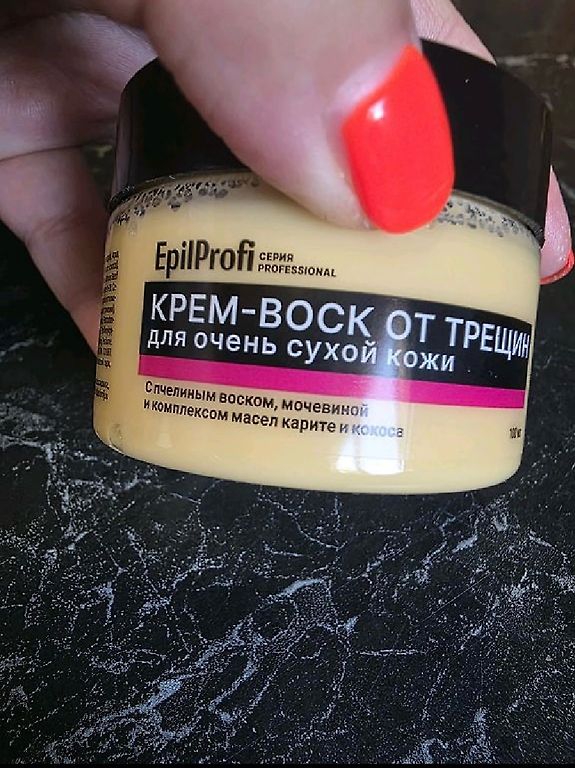 EpilProfi СЕРИЯ PROFESSIONAL
КРЕМ-ВОСК ОТ ТРЕЩИН
для очень сухой кожи
С пчелиным воском, мочевиной
и комплексом масел карите и кокоса